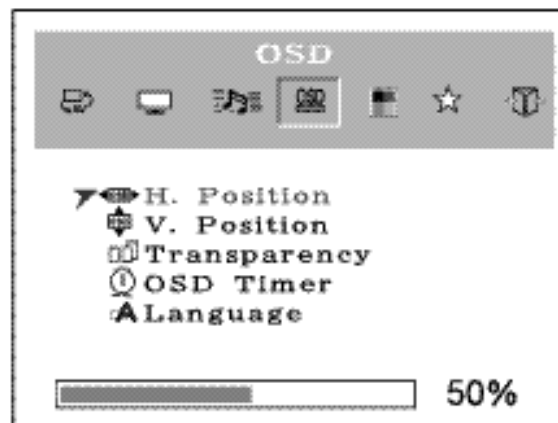 OSD
H. Position
V. Position
Transparency
OSD Timer
Language
50%